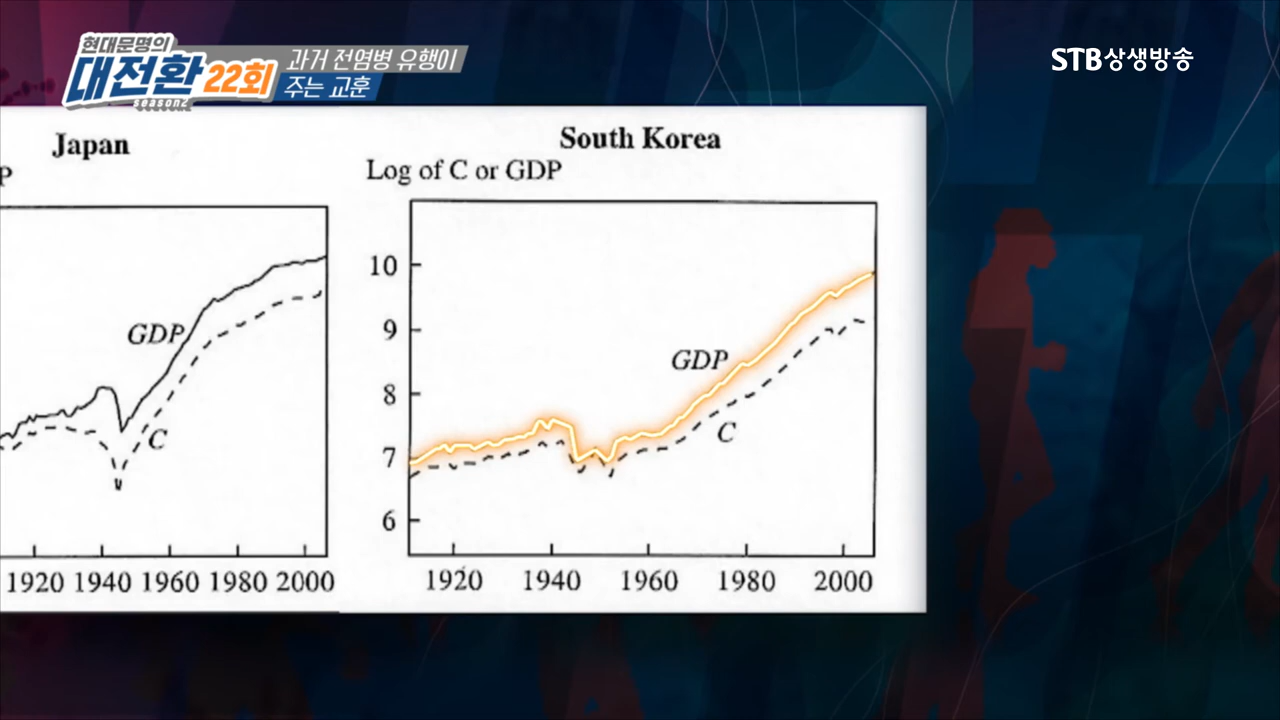 현대문명의
대전환 22회
season2
과거 전염병 유행이
주는 교훈
STB상생방송
Japan
P
GDP
C
1920 1940 1960 1980 2000
South Korea
Log of C or GDP
10
9
8
7
6
GDP
C
1920 1940 1960 1980 2000